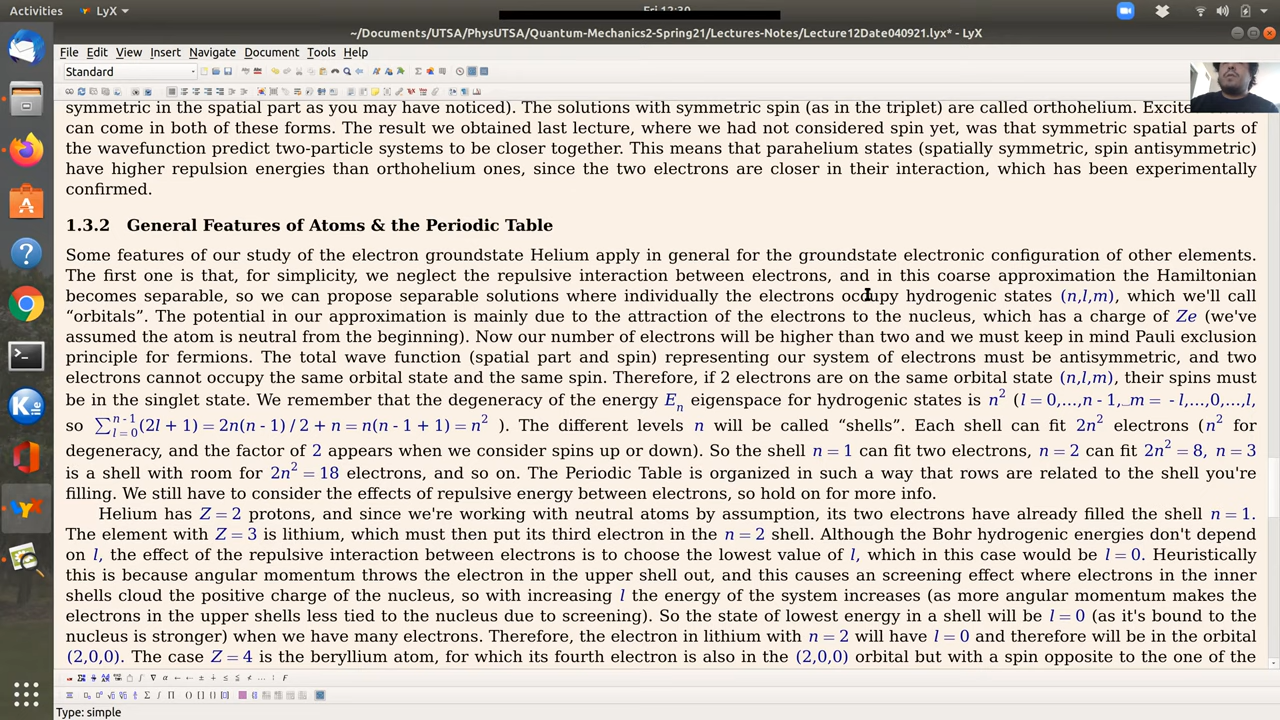 Activities LyX Fri 12:30
~/Documents/UTSA/PhysUTSA/Quantum-Mechanics2-Spring21/Lectures-Notes/Lecture12Date040921.lyx* - LyX
File Edit View Insert Navigate Document Tools Help
Standard
symmetric in the spatial part as you may have noticed). The solutions with symmetric spin (as in the triplet) are called orthohelium. Excite
can come in both of these forms. The result we obtained last lecture, where we had not considered spin yet, was that symmetric spatial parts of
the wavefunction predict two-particle systems to be closer together. This means that parahelium states (spatially symmetric, spin antisymmetric)
have higher repulsion energies than orthohelium ones, since the two electrons are closer in their interaction, which has been experimentally
confirmed.
1.3.2 General Features of Atoms & the Periodic Table
Some features of our study of the electron groundstate Helium apply in general for the groundstate electronic configuration of other elements.
The first one is that, for simplicity, we neglect the repulsive interaction between electrons, and in this coarse approximation the Hamiltonian
becomes separable, so we can propose separable solutions where individually the electrons occupy hydrogenic states (n,l,m), which we'll call
“orbitals”. The potential in our approximation is mainly due to the attraction of the electrons to the nucleus, which has a charge of Ze (we've
assumed the atom is neutral from the beginning). Now our number of electrons will be higher than two and we must keep in mind Pauli exclusion
principle for fermions. The total wave function (spatial part and spin) representing our system of electrons must be antisymmetric, and two
electrons cannot occupy the same orbital state and the same spin. Therefore, if 2 electrons are on the same orbital state (n,l,m), their spins must
be in the singlet state. We remember that the degeneracy of the energy E_n eigenspace for hydrogenic states is n^2 (l = 0,...,n - 1, m = - l,...,0,...,l,
so ∑_{l=0}^{n-1}(2l + 1) = 2n(n - 1) / 2 + n = n(n - 1 + 1) = n^2 ). The different levels n will be called “shells”. Each shell can fit 2n^2 electrons (n^2 for
degeneracy, and the factor of 2 appears when we consider spins up or down). So the shell n = 1 can fit two electrons, n = 2 can fit 2n^2 = 8, n = 3
is a shell with room for 2n^2 = 18 electrons, and so on. The Periodic Table is organized in such a way that rows are related to the shell you're
filling. We still have to consider the effects of repulsive energy between electrons, so hold on for more info.
Helium has Z = 2 protons, and since we're working with neutral atoms by assumption, its two electrons have already filled the shell n = 1.
The element with Z = 3 is lithium, which must then put its third electron in the n = 2 shell. Although the Bohr hydrogenic energies don't depend
on l, the effect of the repulsive interaction between electrons is to choose the lowest value of l, which in this case would be l = 0. Heuristically
this is because angular momentum throws the electron in the upper shell out, and this causes an screening effect where electrons in the inner
shells cloud the positive charge of the nucleus, so with increasing l the energy of the system increases (as more angular momentum makes the
electrons in the upper shells less tied to the nucleus due to screening). So the state of lowest energy in a shell will be l = 0 (as it's bound to the
nucleus is stronger) when we have many electrons. Therefore, the electron in lithium with n = 2 will have l = 0 and therefore will be in the orbital
(2,0,0). The case Z = 4 is the beryllium atom, for which its fourth electron is also in the (2,0,0) orbital but with a spin opposite to the one of the
Type: simple